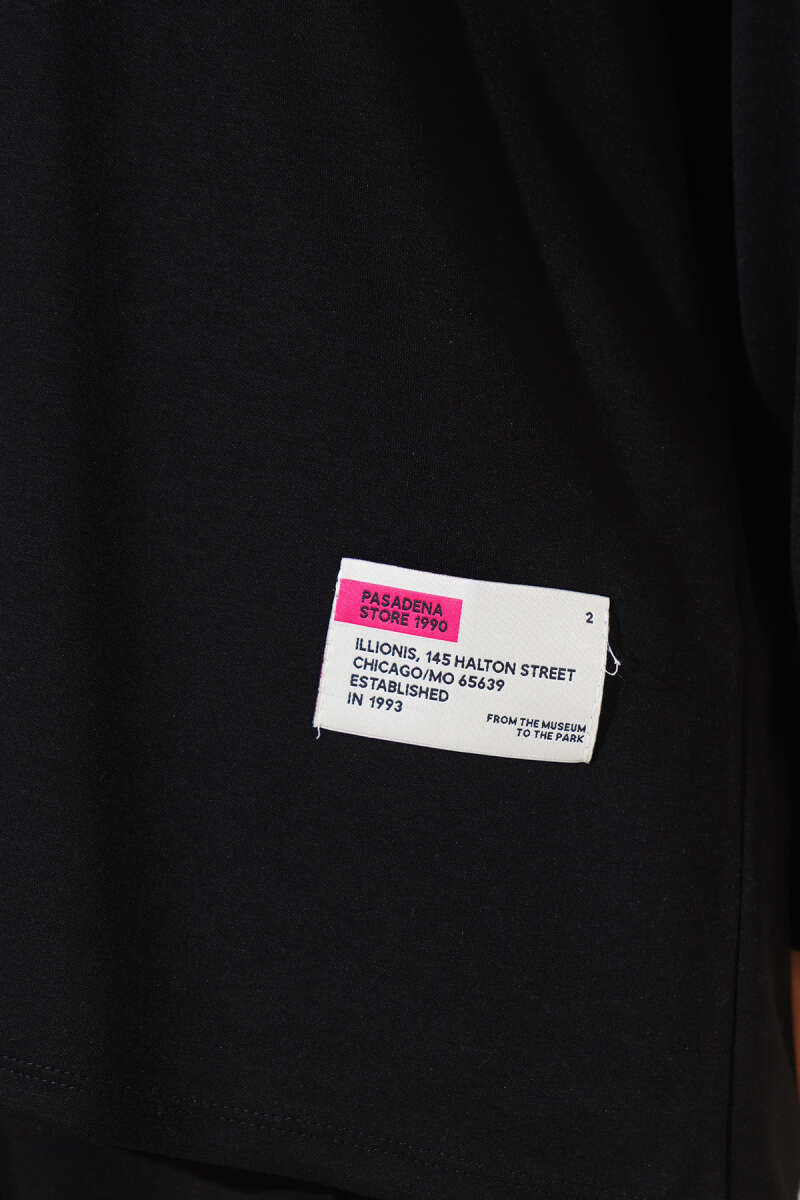 PASADENA
STORE 1990
2
ILLIONIS, 145 HALTON STREET
CHICAGO/MO 65639
ESTABLISHED
IN 1993
FROM THE MUSEUM
TO THE PARK